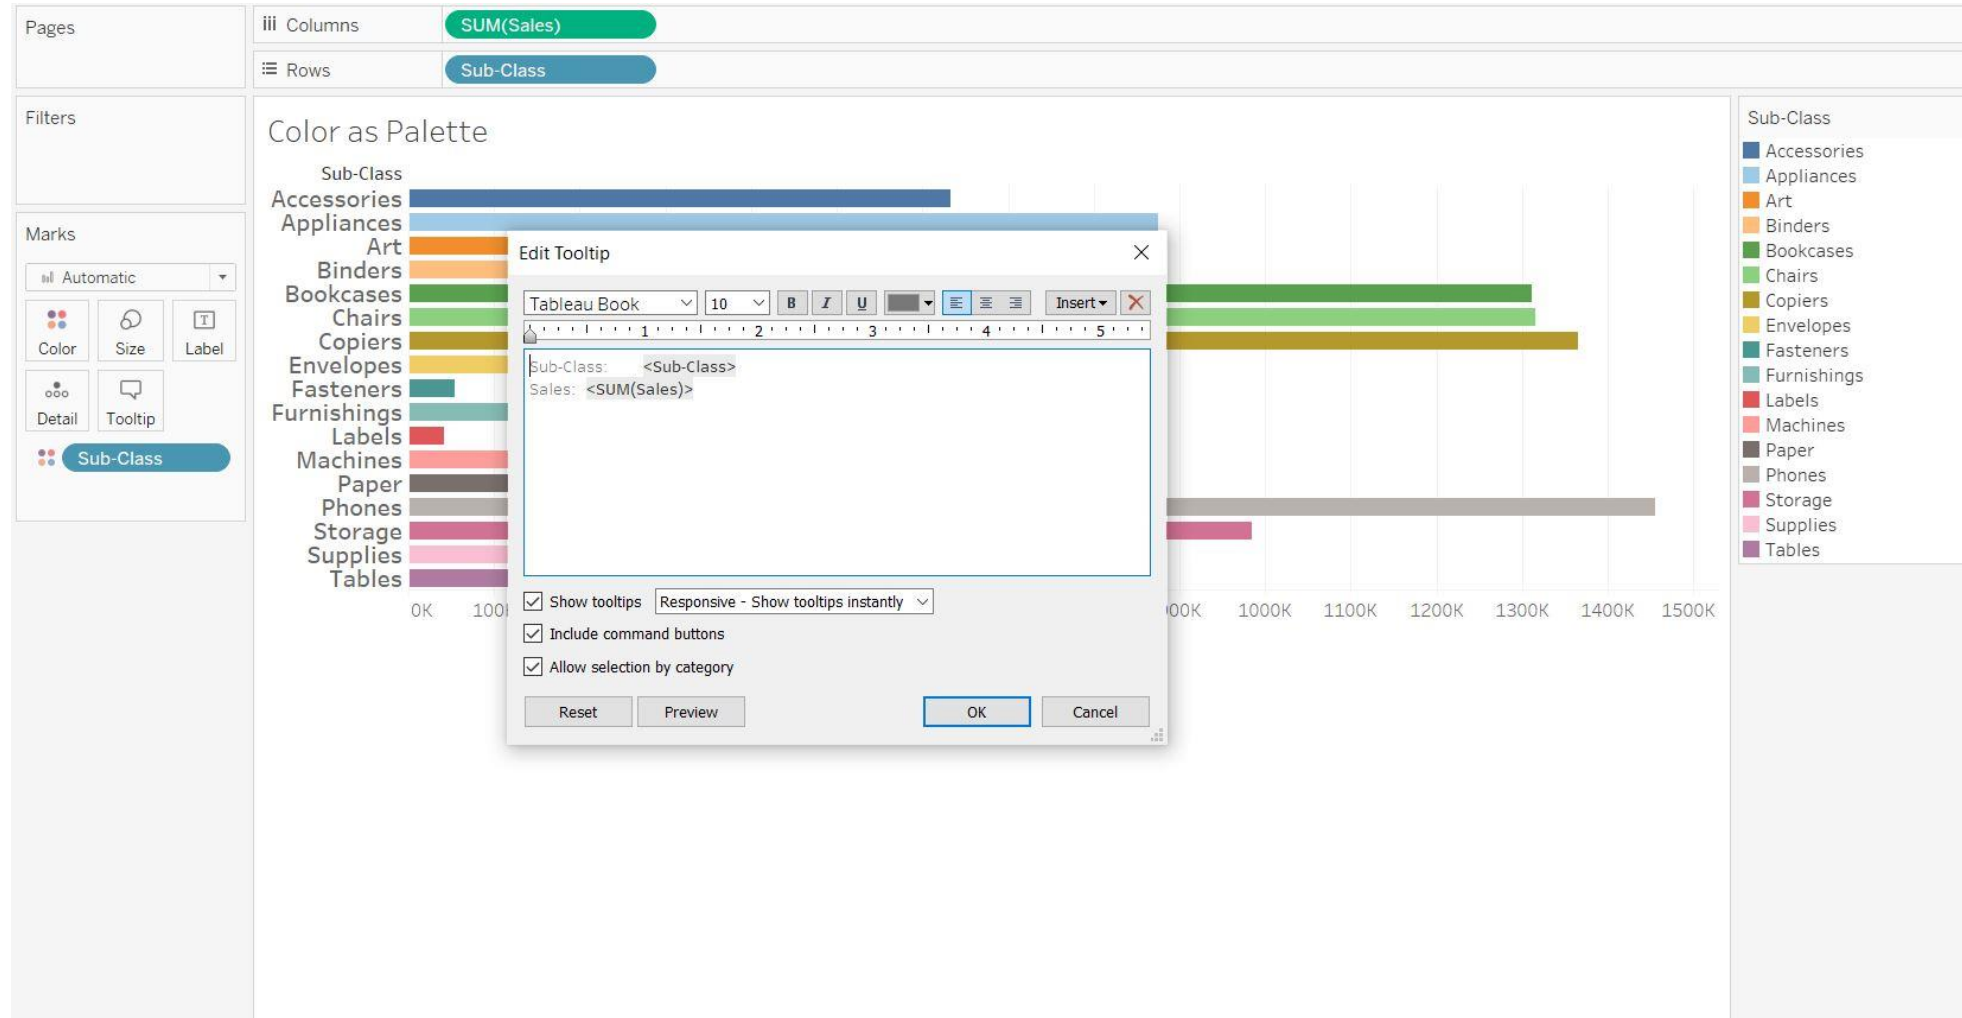 Pages
Columns
SUM(Sales)
Rows
Sub-Class
Filters
Marks
Automatic
Color
Size
Label
Detail
Tooltip
Sub-Class
Color as Palette
Sub-Class
Accessories
Appliances
Art
Binders
Bookcases
Chairs
Copiers
Envelopes
Fasteners
Furnishings
Labels
Machines
Paper
Phones
Storage
Supplies
Tables
0K
1000K 1100K 1200K 1300K 1400K 1500K
Edit Tooltip
Tableau Book 10 B I U Insert
1 2 3 4 5
Sub-Class: <Sub-Class>
Sales: <SUM(Sales)>
Show tooltips Responsive - Show tooltips instantly
Include command buttons
Allow selection by category
Reset Preview OK Cancel
Sub-Class
Accessories
Appliances
Art
Binders
Bookcases
Chairs
Copiers
Envelopes
Fasteners
Furnishings
Labels
Machines
Paper
Phones
Storage
Supplies
Tables